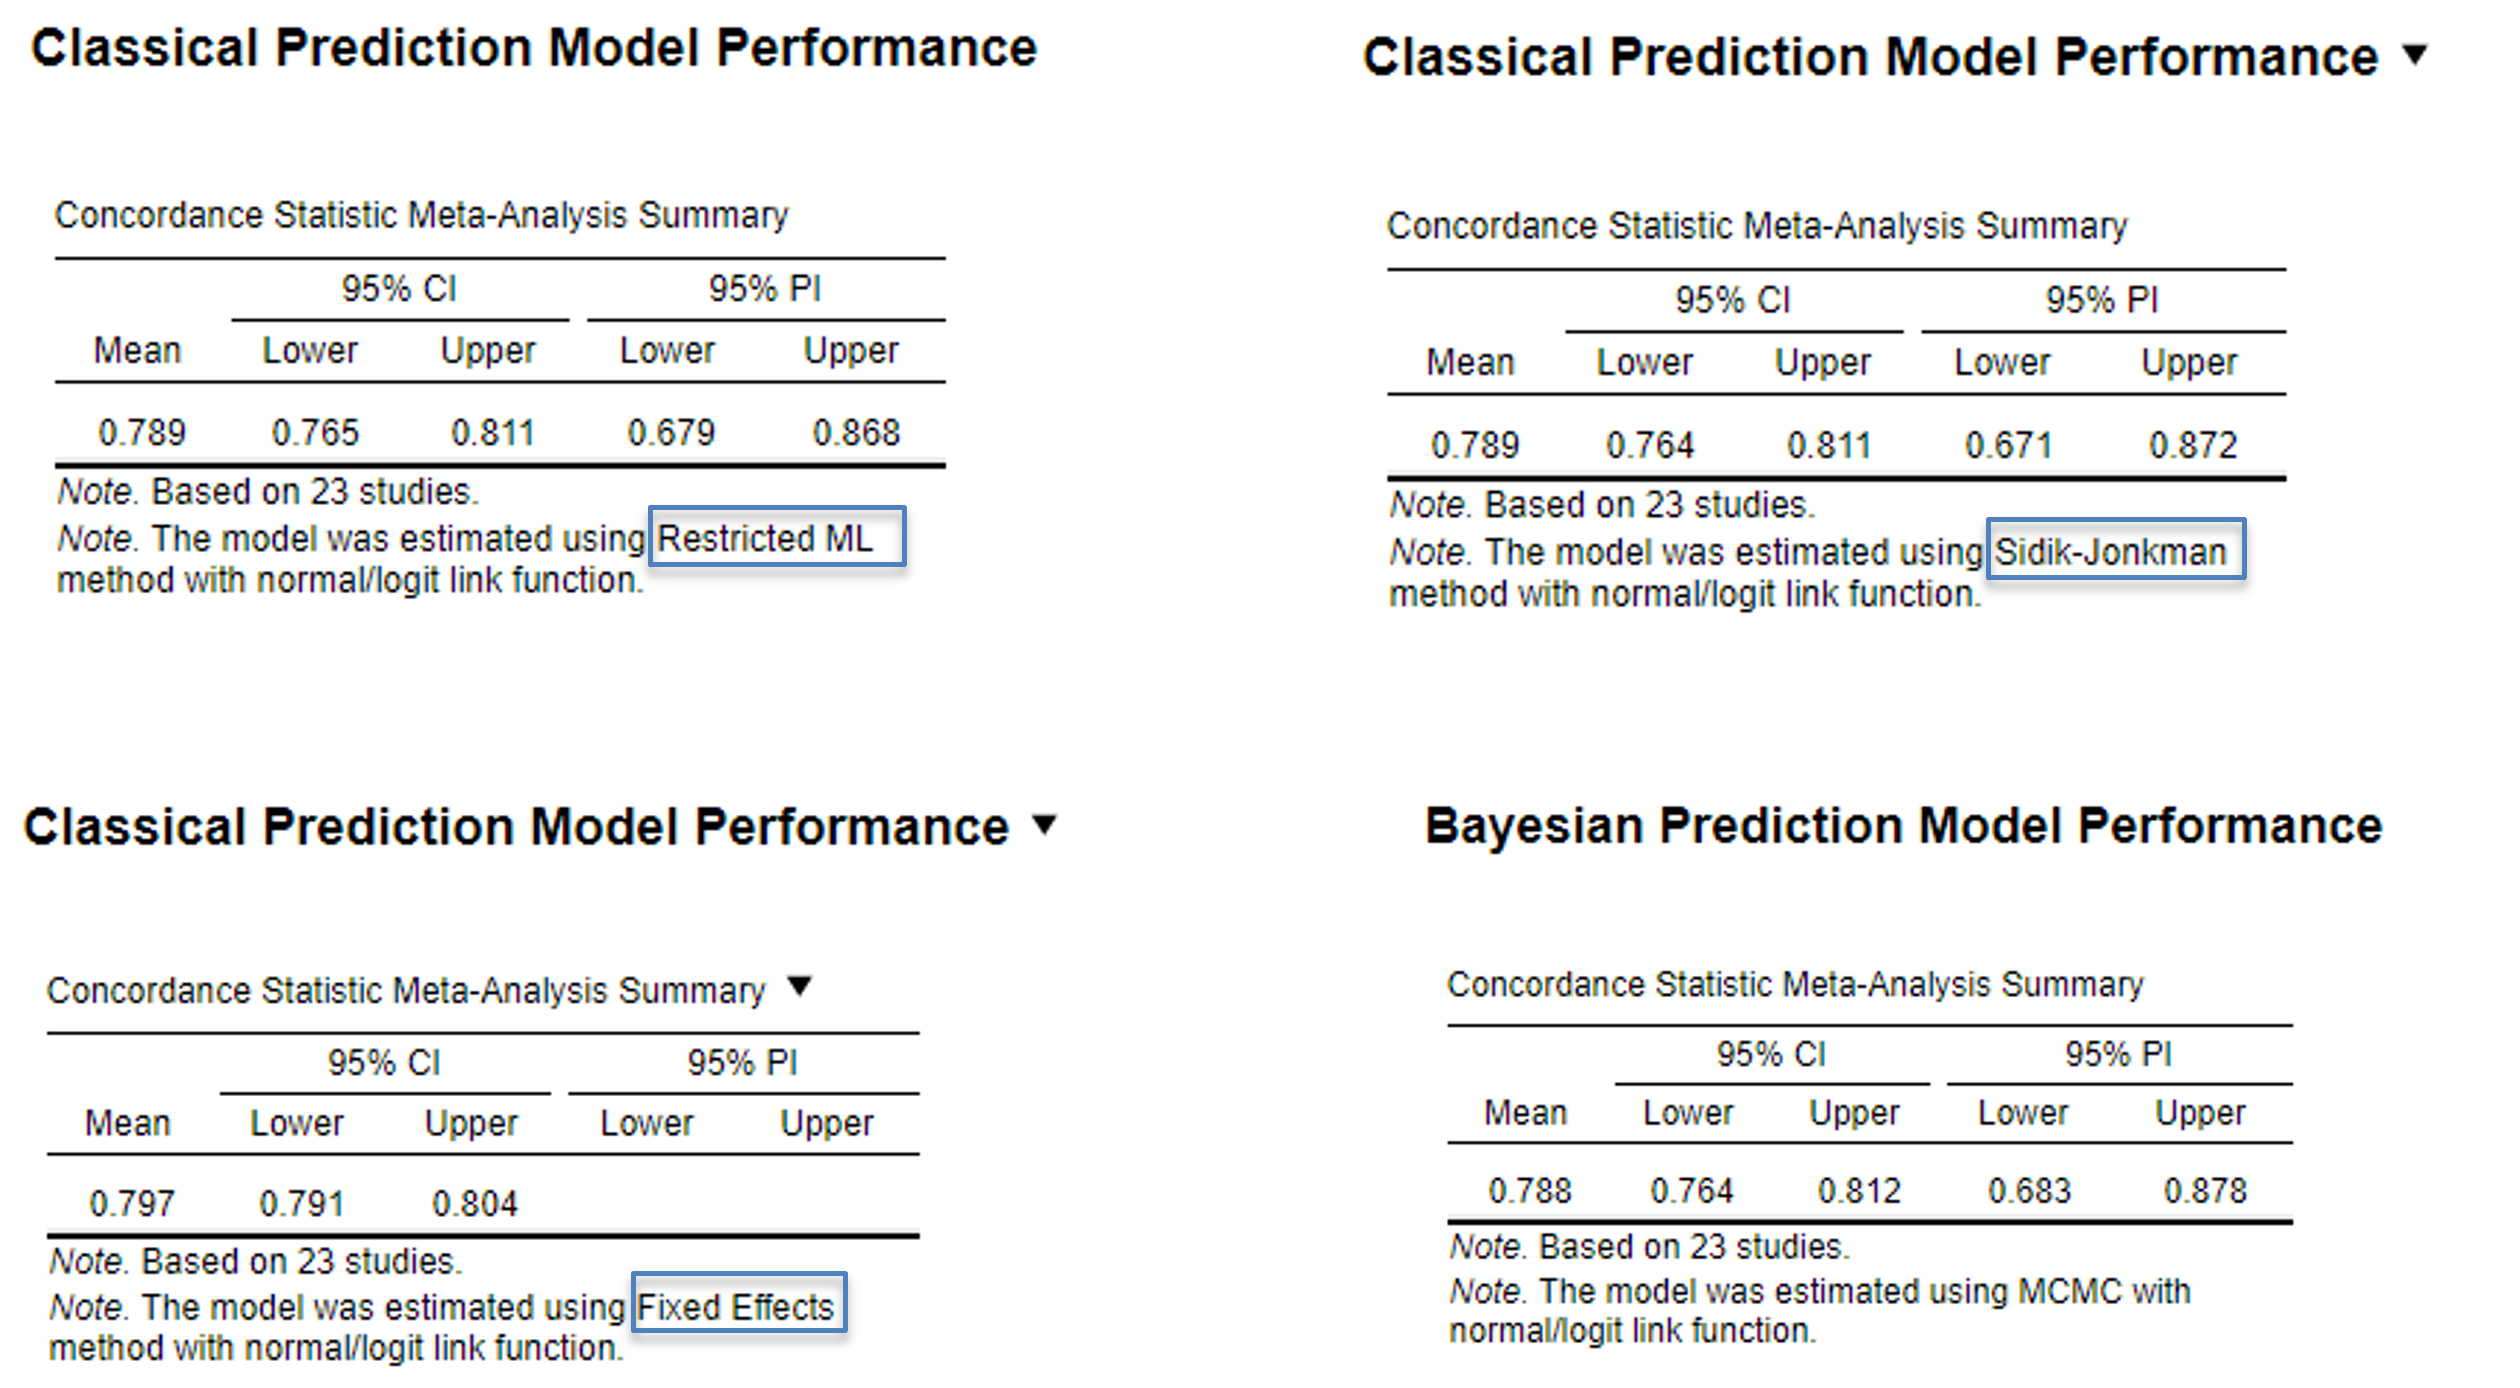 Classical Prediction Model Performance
Concordance Statistic Meta-Analysis Summary
95% CI 95% PI
Mean Lower Upper Lower Upper
0.789 0.765 0.811 0.679 0.868
Note. Based on 23 studies.
Note. The model was estimated using Restricted ML
method with normal/logit link function.
Classical Prediction Model Performance ▼
Concordance Statistic Meta-Analysis Summary
95% CI 95% PI
Mean Lower Upper Lower Upper
0.789 0.764 0.811 0.671 0.872
Note. Based on 23 studies.
Note. The model was estimated using Sidik-Jonkman
method with normal/logit link function.
Classical Prediction Model Performance ▼
Concordance Statistic Meta-Analysis Summary ▼
95% CI 95% PI
Mean Lower Upper Lower Upper
0.797 0.791 0.804
Note. Based on 23 studies.
Note. The model was estimated using Fixed Effects
method with normal/logit link function.
Bayesian Prediction Model Performance
Concordance Statistic Meta-Analysis Summary
95% CI 95% PI
Mean Lower Upper Lower Upper
0.788 0.764 0.812 0.683 0.878
Note. Based on 23 studies.
Note. The model was estimated using MCMC with
normal/logit link function.